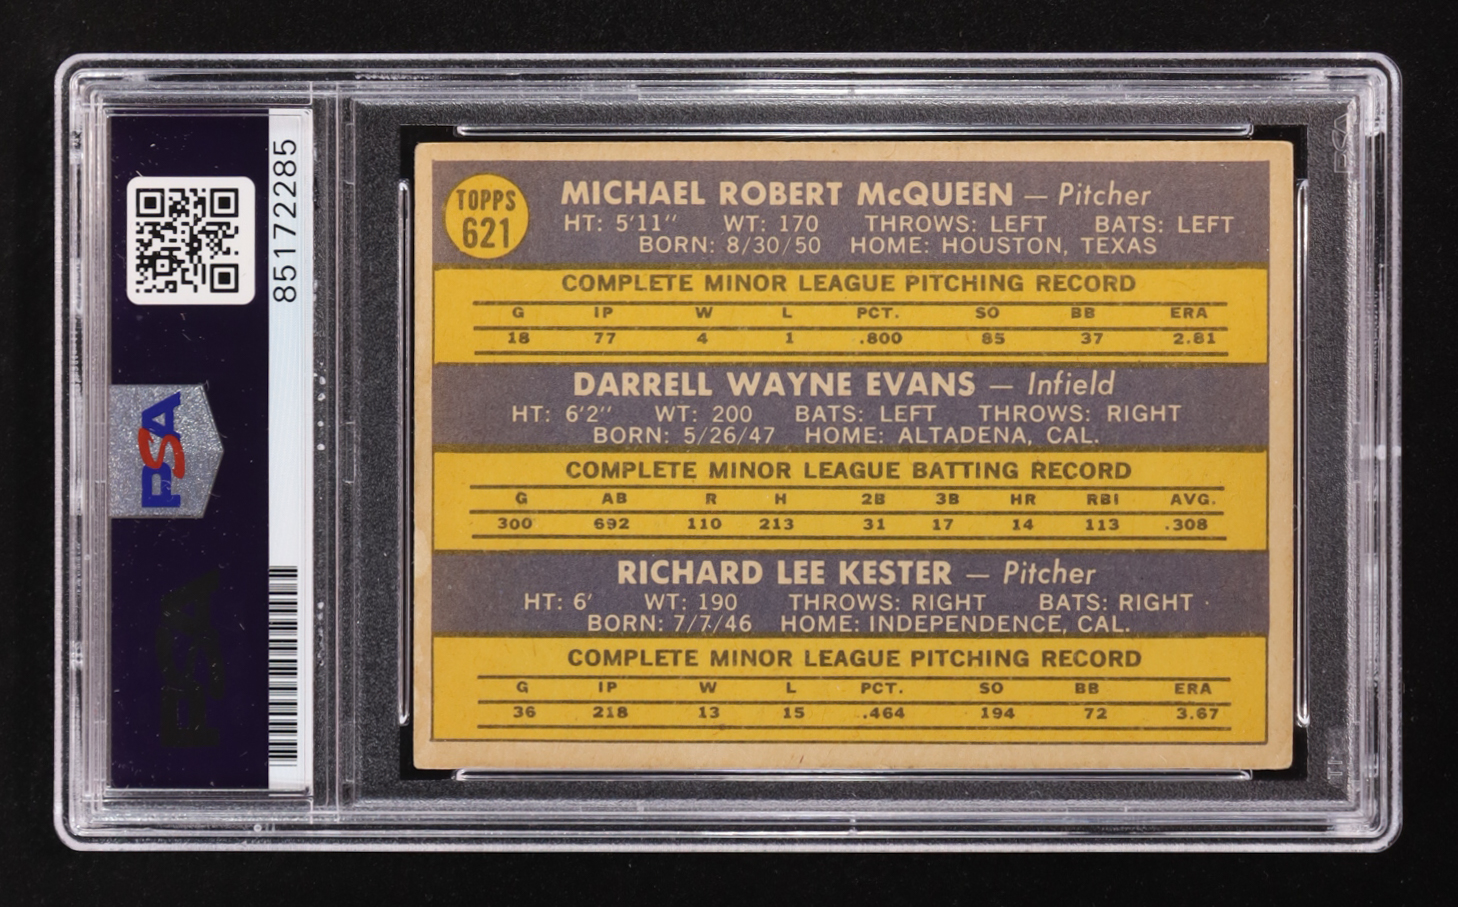 85172285
PSA
PSA
TOPPS
621
MICHAEL ROBERT McQUEEN — Pitcher
HT: 5'11" WT: 170 THROWS: LEFT BATS: LEFT
BORN: 8/30/50 HOME: HOUSTON, TEXAS
COMPLETE MINOR LEAGUE PITCHING RECORD
G IP W L PCT. SO BB ERA
18 77 4 1 .800 85 37 2.81
DARRELL WAYNE EVANS — Infield
HT: 6'2" WT: 200 BATS: LEFT THROWS: RIGHT
BORN: 5/26/47 HOME: ALTADENA, CAL.
COMPLETE MINOR LEAGUE BATTING RECORD
G AB R H 2B 3B HR RBI AVG.
300 692 110 213 31 17 14 113 .308
RICHARD LEE KESTER — Pitcher
HT: 6' WT: 190 THROWS: RIGHT BATS: RIGHT
BORN: 7/7/46 HOME: INDEPENDENCE, CAL.
COMPLETE MINOR LEAGUE PITCHING RECORD
G IP W L PCT. SO BB ERA
36 218 13 15 .464 194 72 3.67
PSA